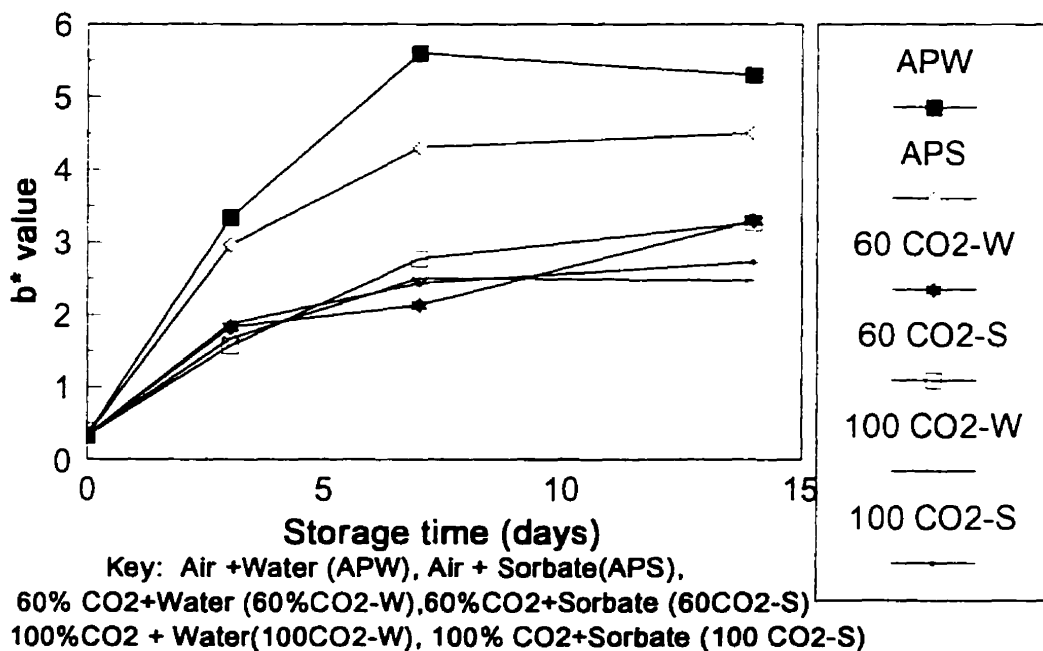 6
5
4
3
2
1
0
b* value
0 5 10 15
Storage time (days)
APW
APS
60 CO2-W
60 CO2-S
100 CO2-W
100 CO2-S
Key: Air +Water (APW), Air + Sorbate(APS),
60% CO2+Water (60%CO2-W),60%CO2+Sorbate (60CO2-S)
100%CO2 + Water(100CO2-W), 100% CO2+Sorbate (100 CO2-S)